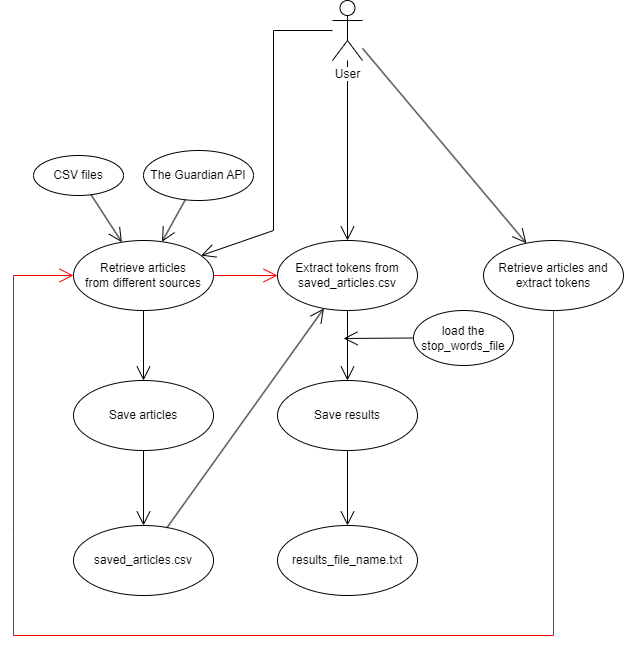 User
CSV files
The Guardian API
Retrieve articles
from different sources
Extract tokens from
saved_articles.csv
Retrieve articles and
extract tokens
load the
stop_words_file
Save articles
Save results
saved_articles.csv
results_file_name.txt